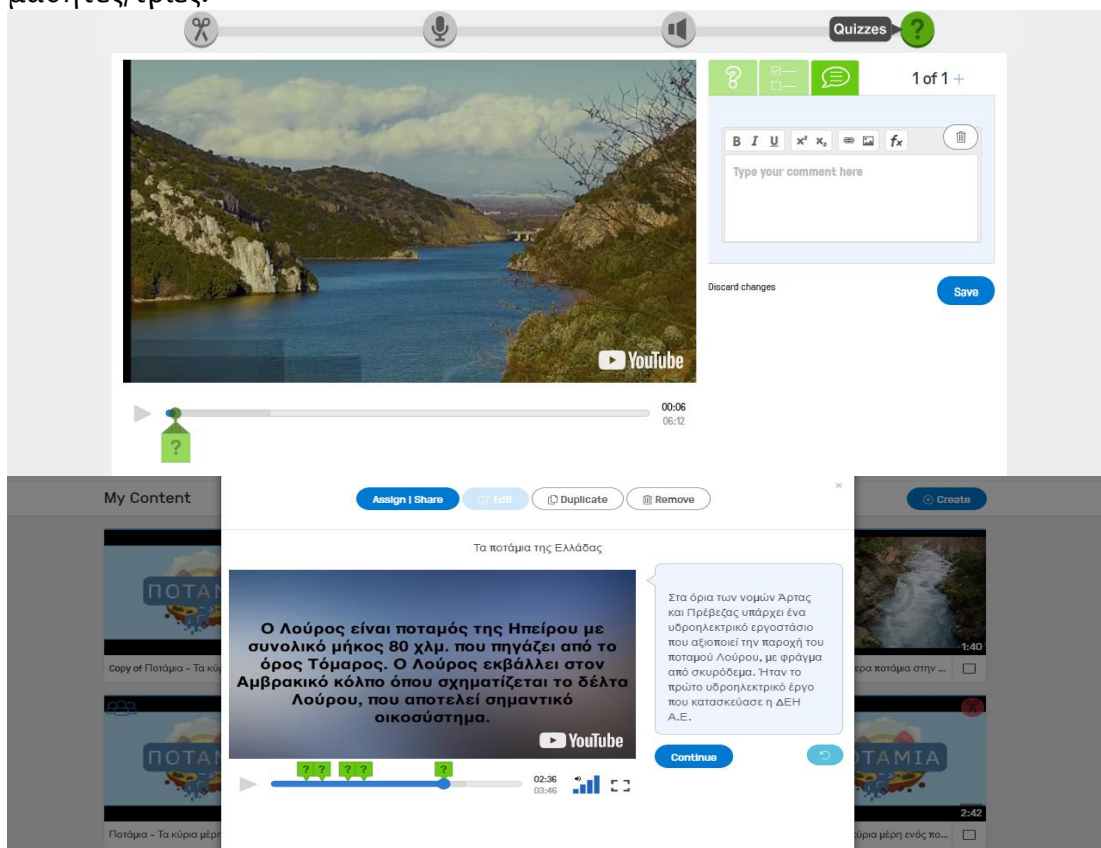 μαθητές/τριες.
Quizzes
?
1 of 1 +
B I U x² x₂ fx
Type your comment here
Discard changes
Save
YouTube
00:06
06:12
?
My Content
Assign | Share
Edit
Duplicate
Remove
×
Create
Τα ποτάμια της Ελλάδας
Ο Λούρος είναι ποταμός της Ηπείρου με
συνολικό μήκος 80 χλμ. που πηγάζει από το
όρος Τόμαρος. Ο Λούρος εκβάλλει στον
Αμβρακικό κόλπο όπου σχηματίζεται το δέλτα
Λούρου, που αποτελεί σημαντικό
οικοσύστημα.
YouTube
Στα όρια των νομών Άρτας
και Πρέβεζας υπάρχει ένα
υδροηλεκτρικό εργοστάσιο
που αξιοποιεί την παροχή του
ποταμού Λούρου, με φράγμα
από σκυρόδεμα. Ήταν το
πρώτο υδροηλεκτρικό έργο
που κατασκεύασε η ΔΕΗ
Α.Ε.
Continue
? ? ? ? ?
02:36
03:46
ΠΟΤΑΜ
Copy of Ποτάμια - Τα κύ
1:40
ερα ποτάμια στην ...
ΠΟΤΑΜ
Ποτάμια - Τα κύρια μέρ
ΟΤΑΜΙΑ
2:42
ύρια μέρη ενός πο...